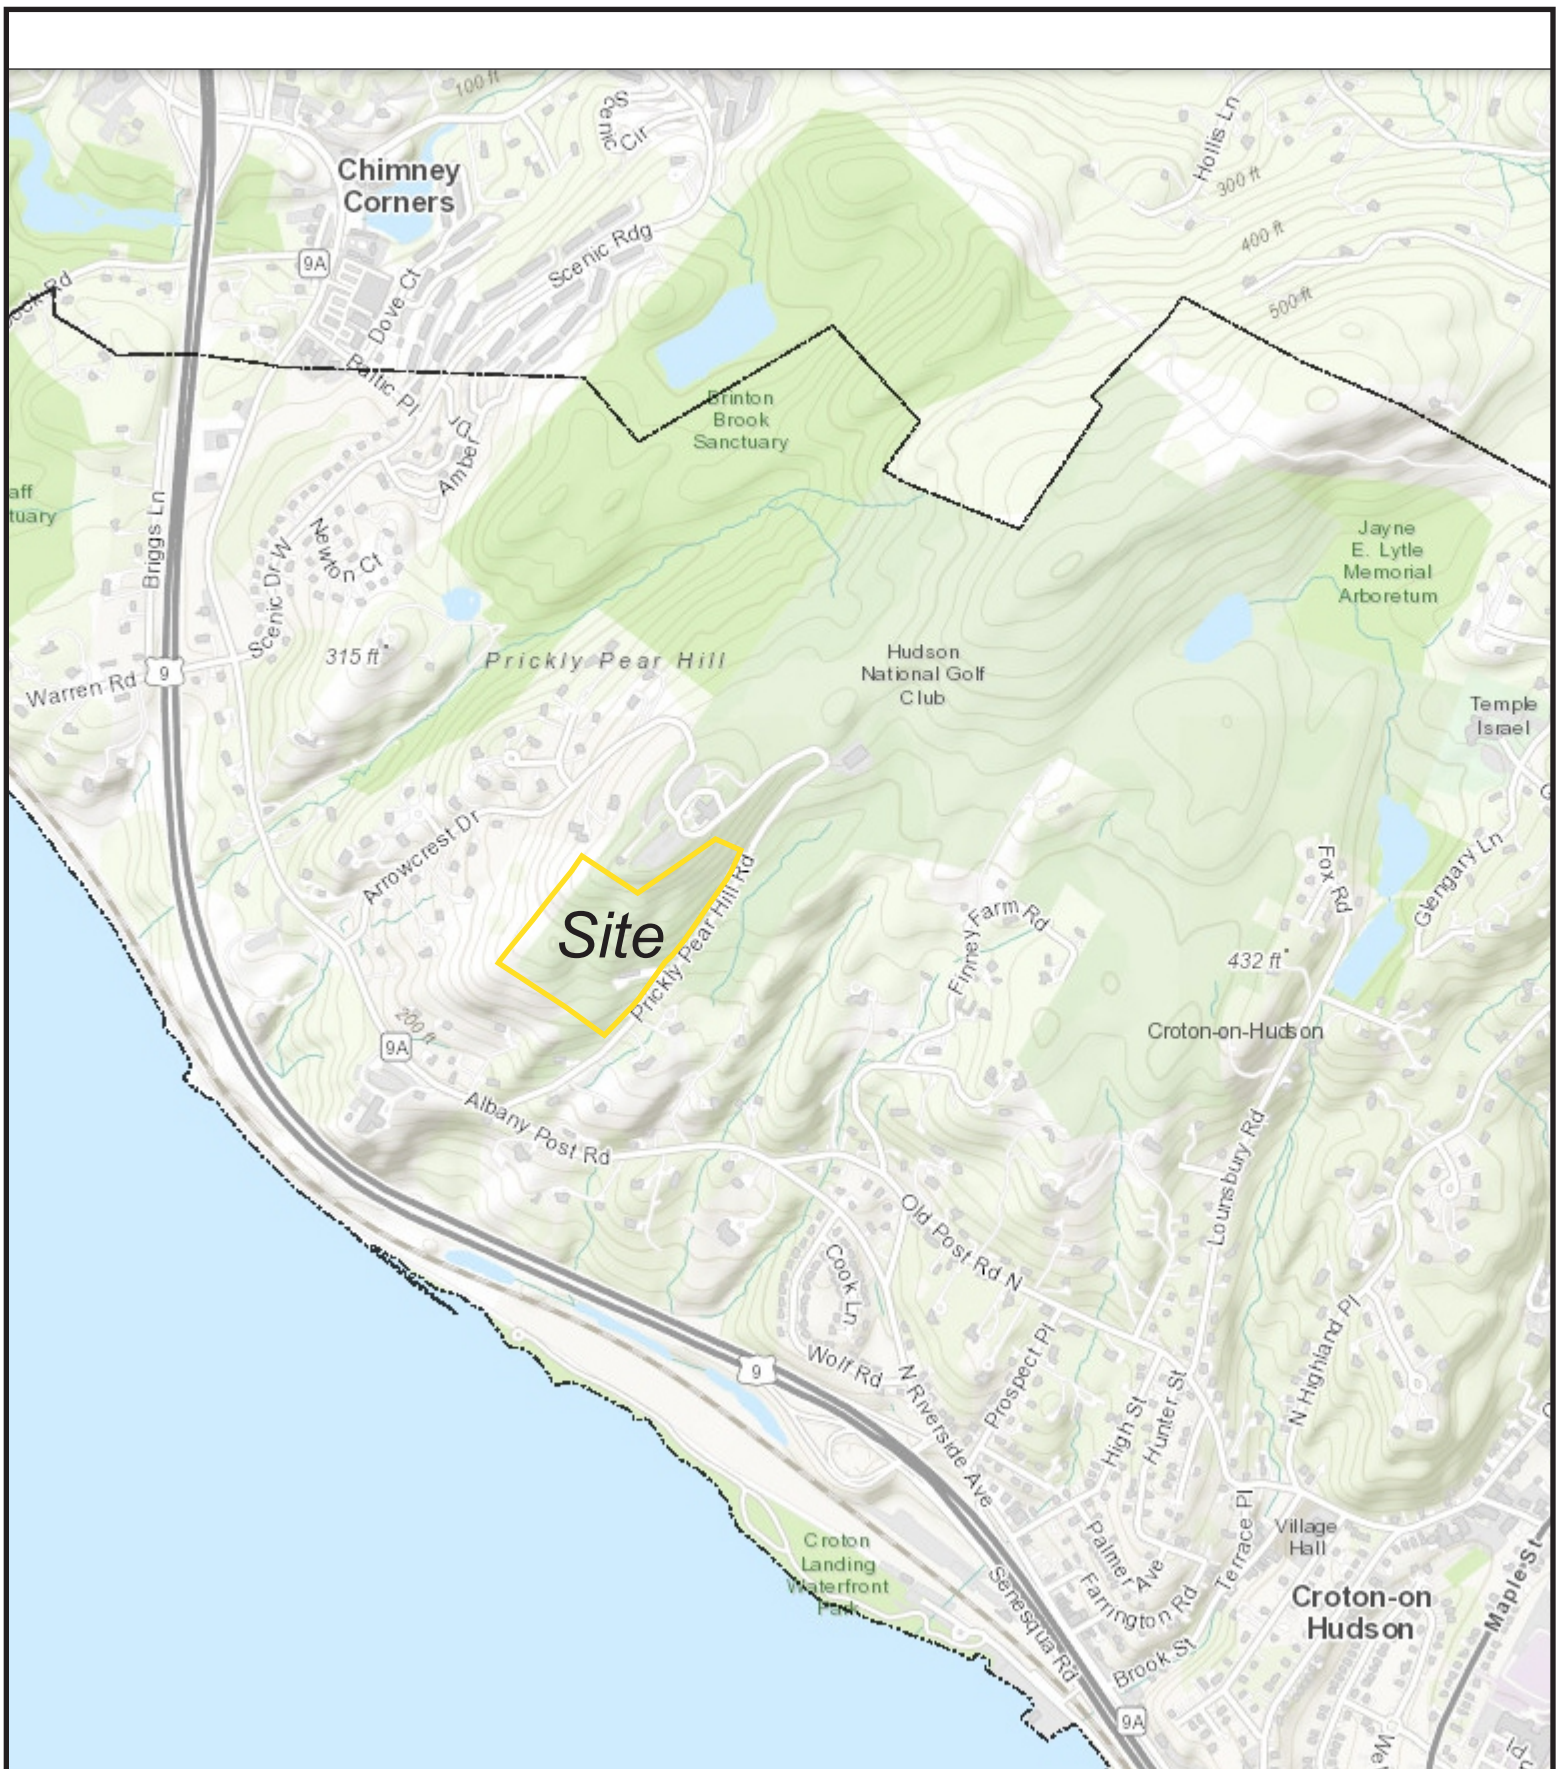 100 ft
Scenic
Cir
Hollis Ln
Chimney
Corners
300 ft
400 ft
Scenic Rdg
9A
500 ft
Dove Ct
Baltic Pl
Brinton
Brook
Sanctuary
Amber
Briggs Ln
Newton Ct
Jayne
E. Lytle
Memorial
Arboretum
Scenic Dr W
315 ft
Prickly Pear Hill
Hudson
National Golf
Club
9
Warren Rd
Temple
Israel
Arrowcrest Dr
Fox Rd
Glengary Ln
Site
Prickly Pear Hill Rd
Finney Farm Rd
432 ft
200 ft
9A
Croton-on-Hudson
Albany Post Rd
Lounsbury Rd
Old Post Rd N
Cook Ln
Wolf Rd
9
N Riverside Ave
Prospect Pl
High St
Hunter St
N Highland Pl
Terrace Pl
Village
Hall
Palmer Ave
Croton
Landing
Waterfront
Park
Farrington Rd
Senesqua Rd
Croton-on
Hudson
Maple St
Brook St
9A